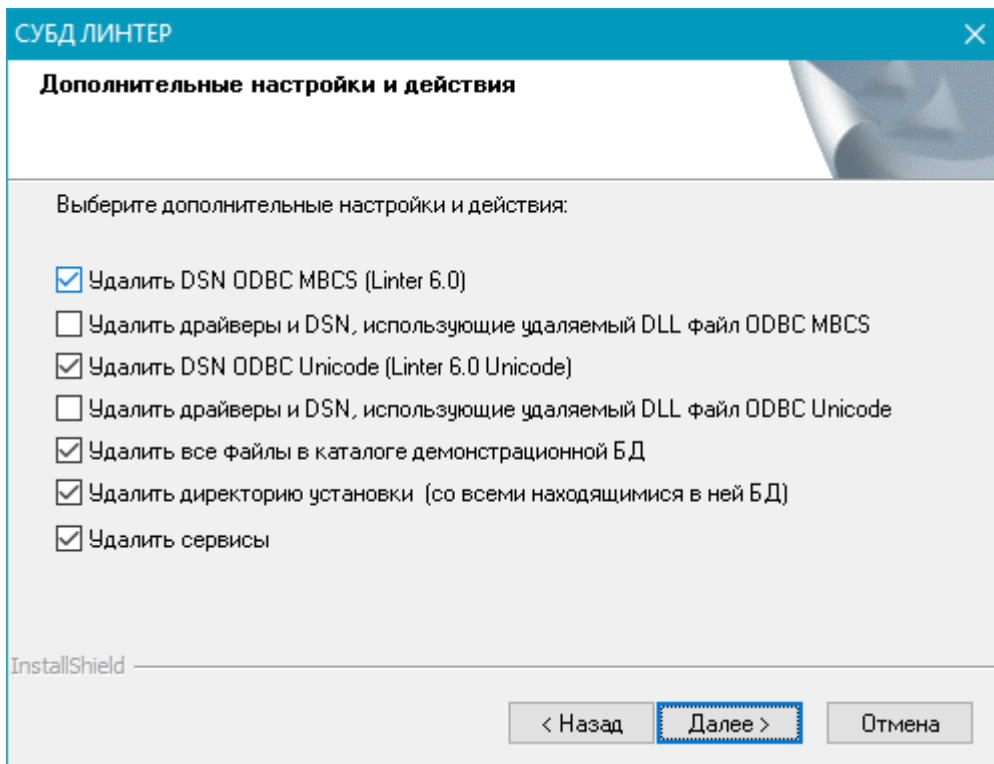 СУБД ЛИНТЕР
Дополнительные настройки и действия
Выберите дополнительные настройки и действия:
Удалить DSN ODBC MBCS (Linter 6.0)
Удалить драйверы и DSN, использующие удаляемый DLL файл ODBC MBCS
Удалить DSN ODBC Unicode (Linter 6.0 Unicode)
Удалить драйверы и DSN, использующие удаляемый DLL файл ODBC Unicode
Удалить все файлы в каталоге демонстрационной БД
Удалить директорию установки (со всеми находящимися в ней БД)
Удалить сервисы
InstallShield
< Назад Далее > Отмена